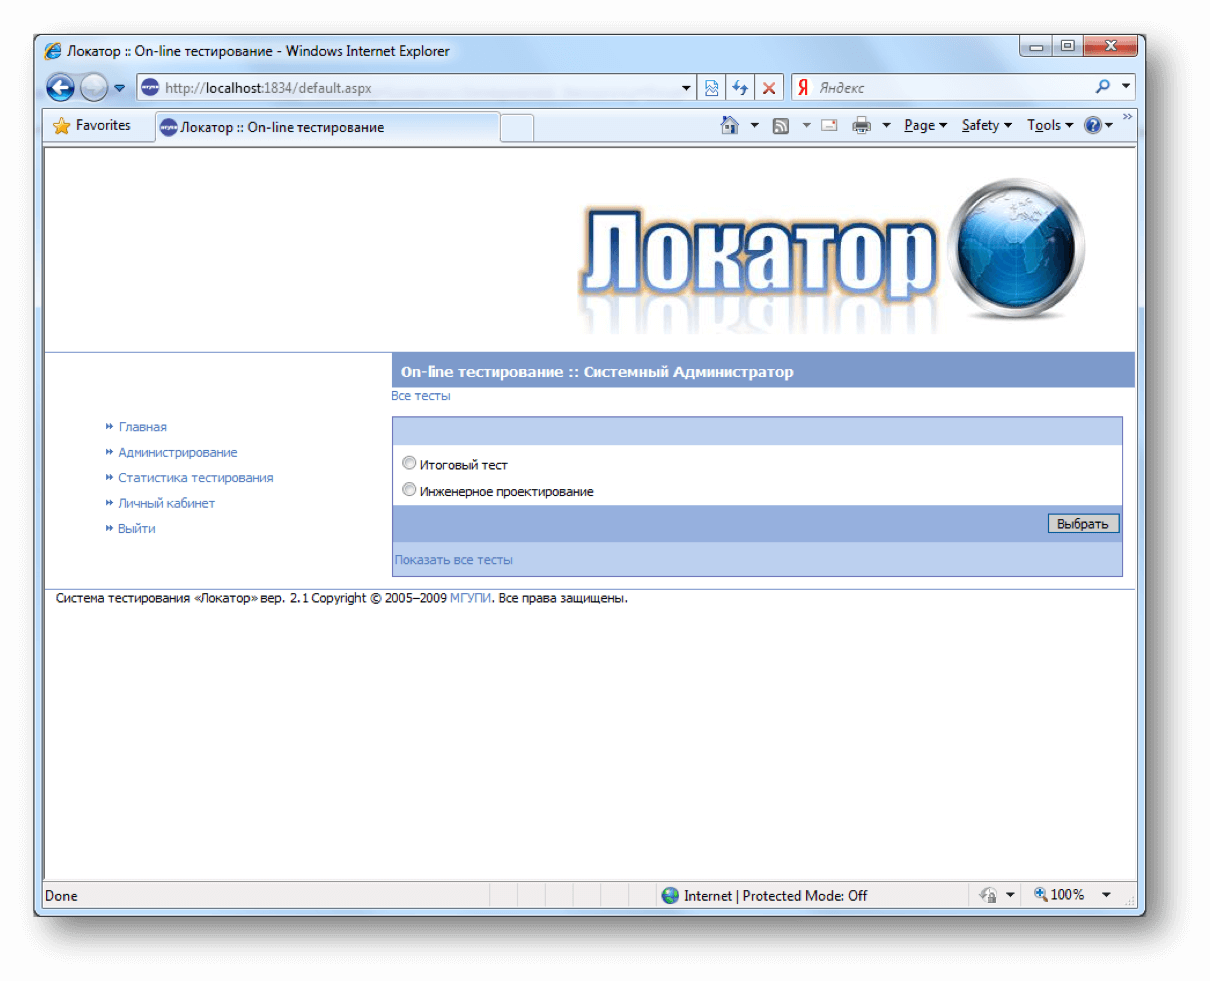 Локатор :: On-line тестирование - Windows Internet Explorer
http://localhost:1834/default.aspx
Яндекс
Favorites
Локатор :: On-line тестирование
Page
Safety
Tools
Локатор
On-line тестирование :: Системный Администратор
Все тесты
Главная
Администрирование
Статистика тестирования
Личный кабинет
Выйти
Итоговый тест
Инженерное проектирование
Выбрать
Показать все тесты
Система тестирования «Локатор» вер. 2.1 Copyright © 2005–2009 МГУПИ. Все права защищены.
Done
Internet | Protected Mode: Off
100%